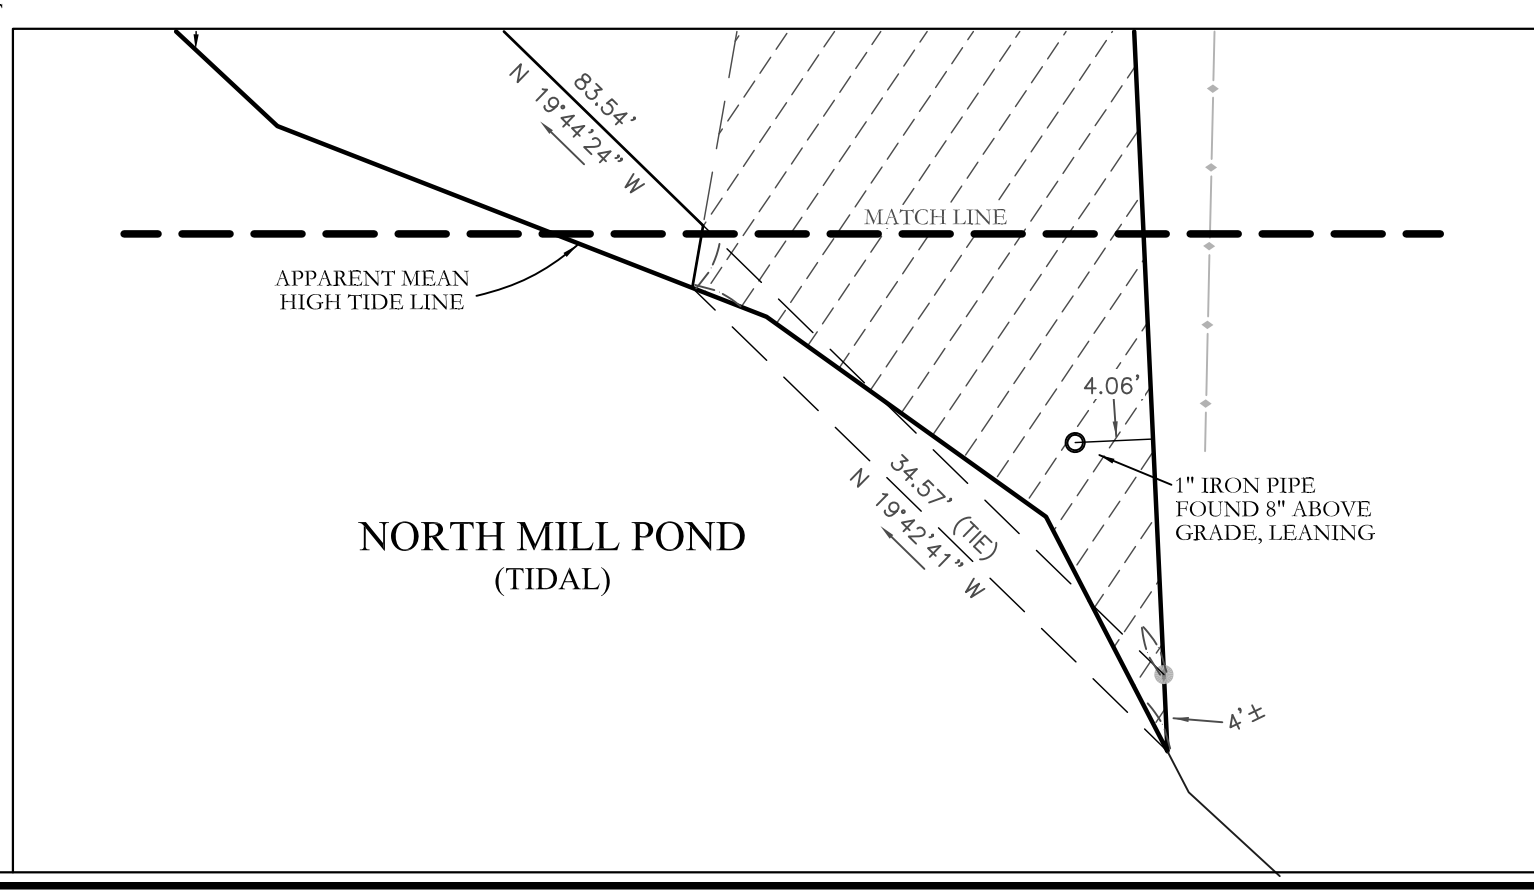 83.54'
N 19°44'24" W
MATCH LINE
APPARENT MEAN
HIGH TIDE LINE
4.06'
34.57' (TIE)
N 19°42'41" W
1" IRON PIPE
FOUND 8" ABOVE
GRADE, LEANING
NORTH MILL POND
(TIDAL)
4'±